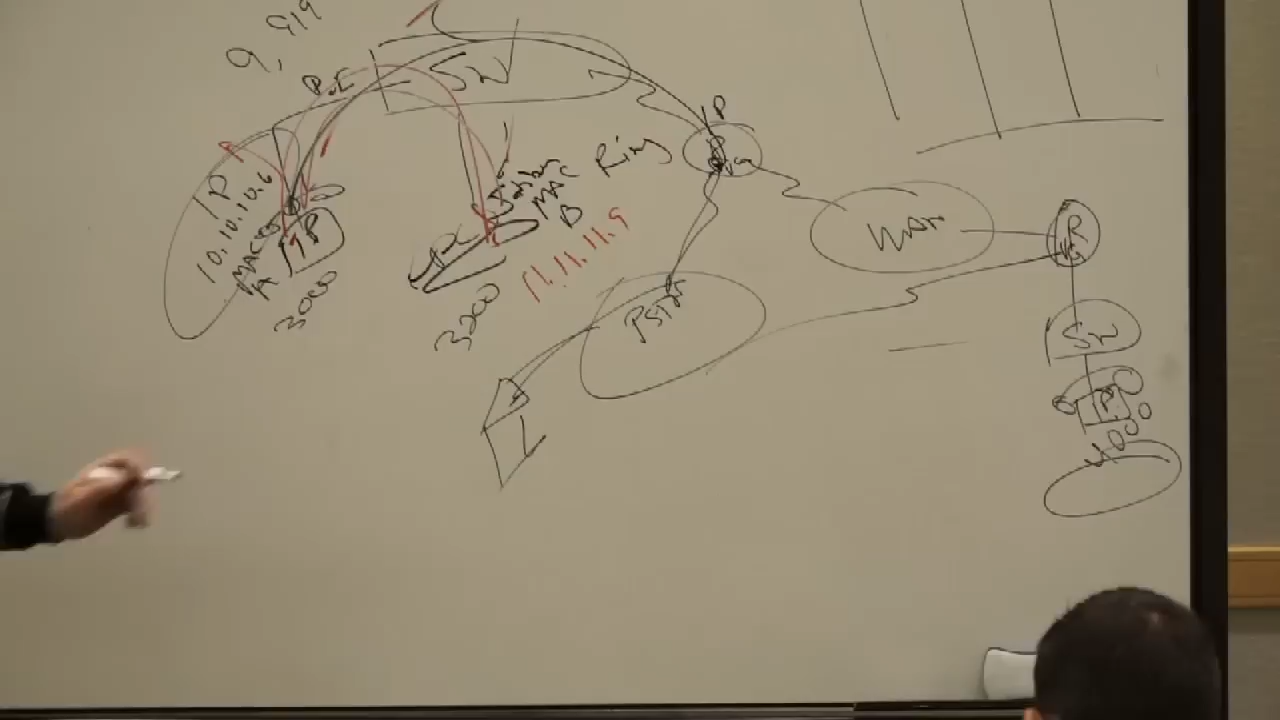 9, 919
PoE
SW
IP
IP
10.10.10.6
MAC
A
IP
3000
MAC
B
Ring
11.11.11.9
PC
3200
PSTN
WAN
R
SW
IP
4000